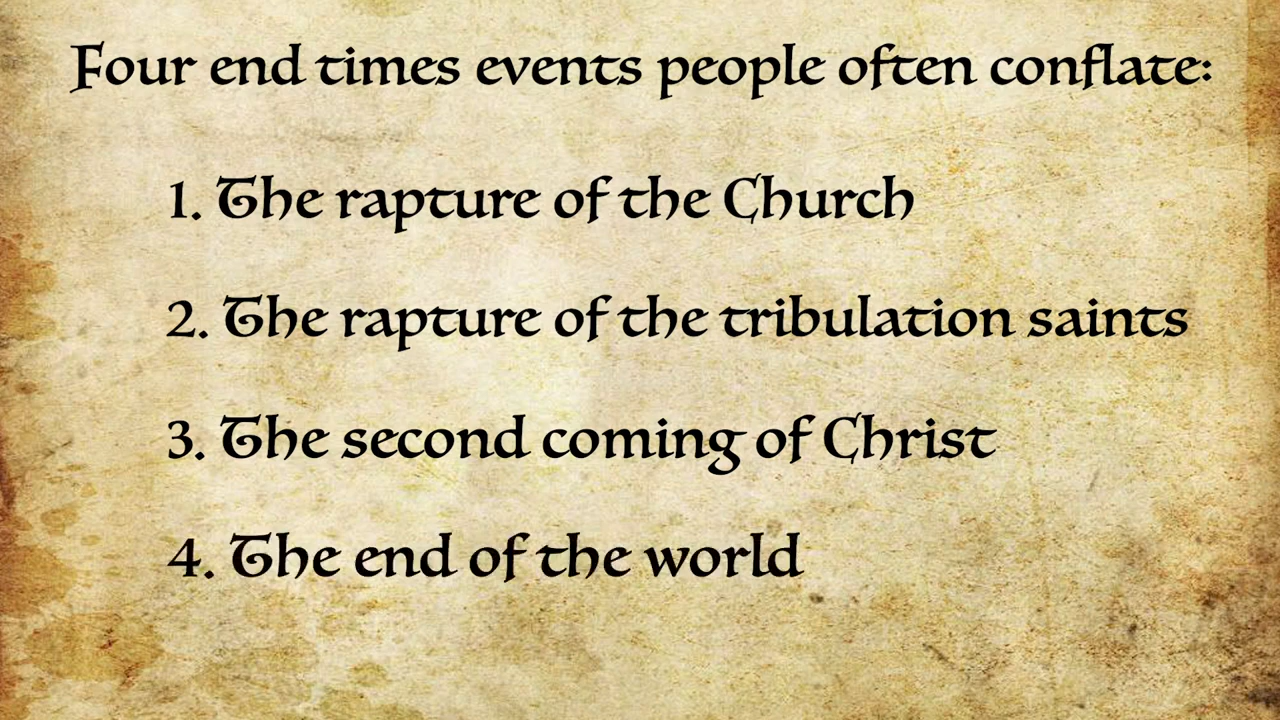 Four end times events people often conflate:
1. The rapture of the Church
2. The rapture of the tribulation saints
3. The second coming of Christ
4. The end of the world